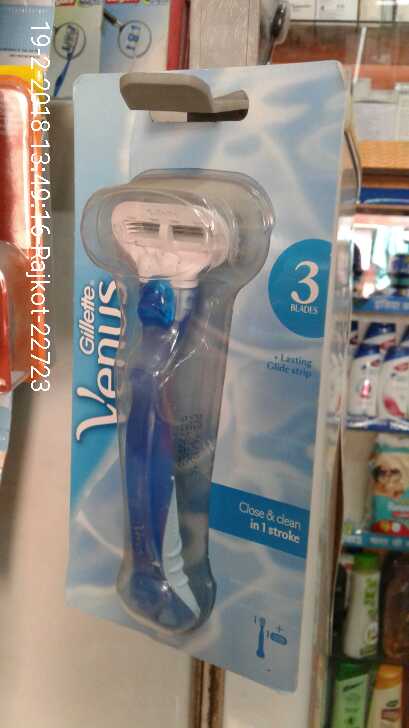 19-2-2018 13:49:16 Rajkot-22723
Gillette
Venus
3
BLADES
• Lasting
Glide strip
Close & clean
in 1 stroke